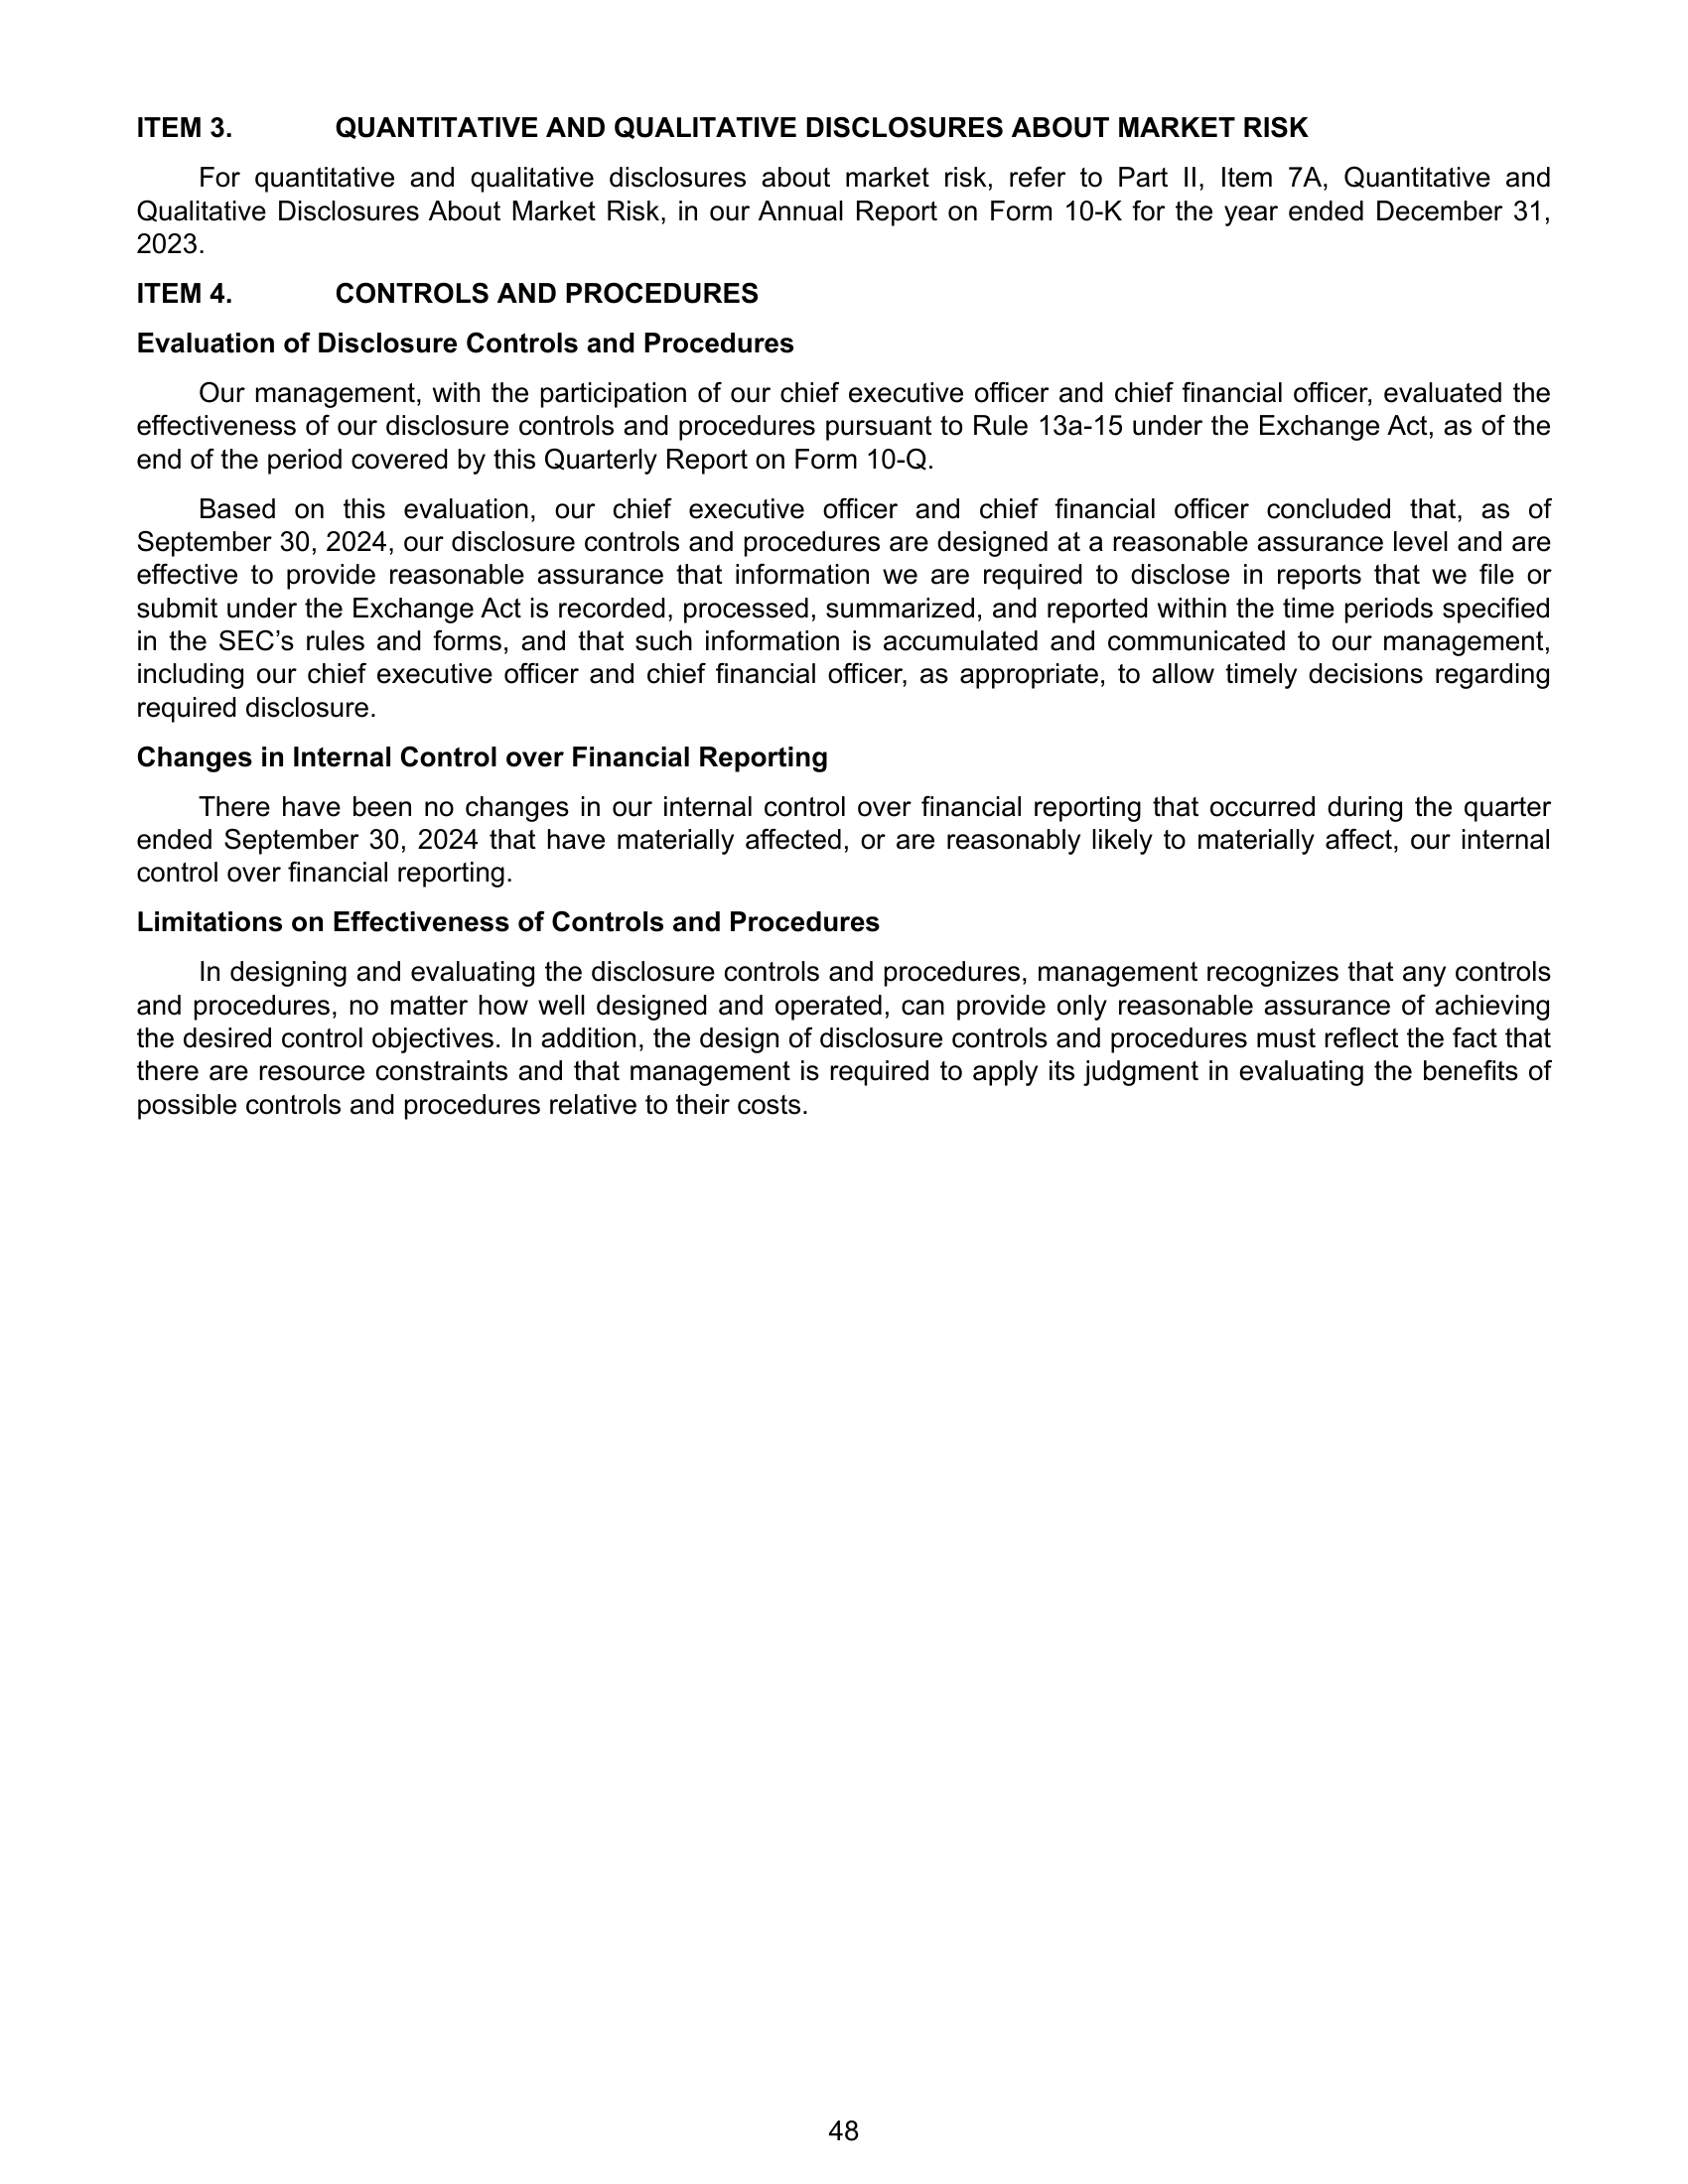 ITEM 3. QUANTITATIVE AND QUALITATIVE DISCLOSURES ABOUT MARKET RISK
For quantitative and qualitative disclosures about market risk, refer to Part II, Item 7A, Quantitative and
Qualitative Disclosures About Market Risk, in our Annual Report on Form 10-K for the year ended December 31,
2023.
ITEM 4. CONTROLS AND PROCEDURES
Evaluation of Disclosure Controls and Procedures
Our management, with the participation of our chief executive officer and chief financial officer, evaluated the
effectiveness of our disclosure controls and procedures pursuant to Rule 13a-15 under the Exchange Act, as of the
end of the period covered by this Quarterly Report on Form 10-Q.
Based on this evaluation, our chief executive officer and chief financial officer concluded that, as of
September 30, 2024, our disclosure controls and procedures are designed at a reasonable assurance level and are
effective to provide reasonable assurance that information we are required to disclose in reports that we file or
submit under the Exchange Act is recorded, processed, summarized, and reported within the time periods specified
in the SEC’s rules and forms, and that such information is accumulated and communicated to our management,
including our chief executive officer and chief financial officer, as appropriate, to allow timely decisions regarding
required disclosure.
Changes in Internal Control over Financial Reporting
There have been no changes in our internal control over financial reporting that occurred during the quarter
ended September 30, 2024 that have materially affected, or are reasonably likely to materially affect, our internal
control over financial reporting.
Limitations on Effectiveness of Controls and Procedures
In designing and evaluating the disclosure controls and procedures, management recognizes that any controls
and procedures, no matter how well designed and operated, can provide only reasonable assurance of achieving
the desired control objectives. In addition, the design of disclosure controls and procedures must reflect the fact that
there are resource constraints and that management is required to apply its judgment in evaluating the benefits of
possible controls and procedures relative to their costs.
48